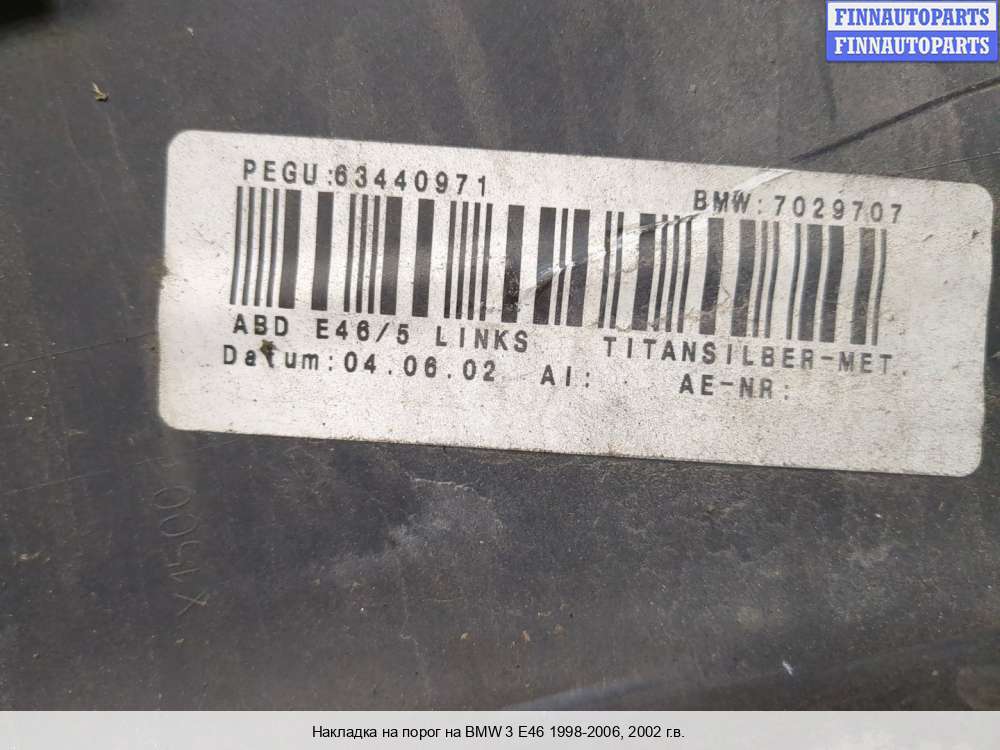 FINNAUTOPARTS
FINNAUTOPARTS
PEGU:63440971
BMW:7029707
ABD E46/5 LINKS TITANSILBER-MET.
Datum:04.06.02 AI: AE-NR:
Накладка на порог на BMW 3 E46 1998-2006, 2002 г.в.